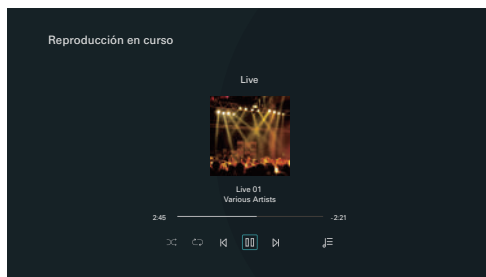 Reproducción en curso
Live
Live 01
Various Artists
2:45
-2:21